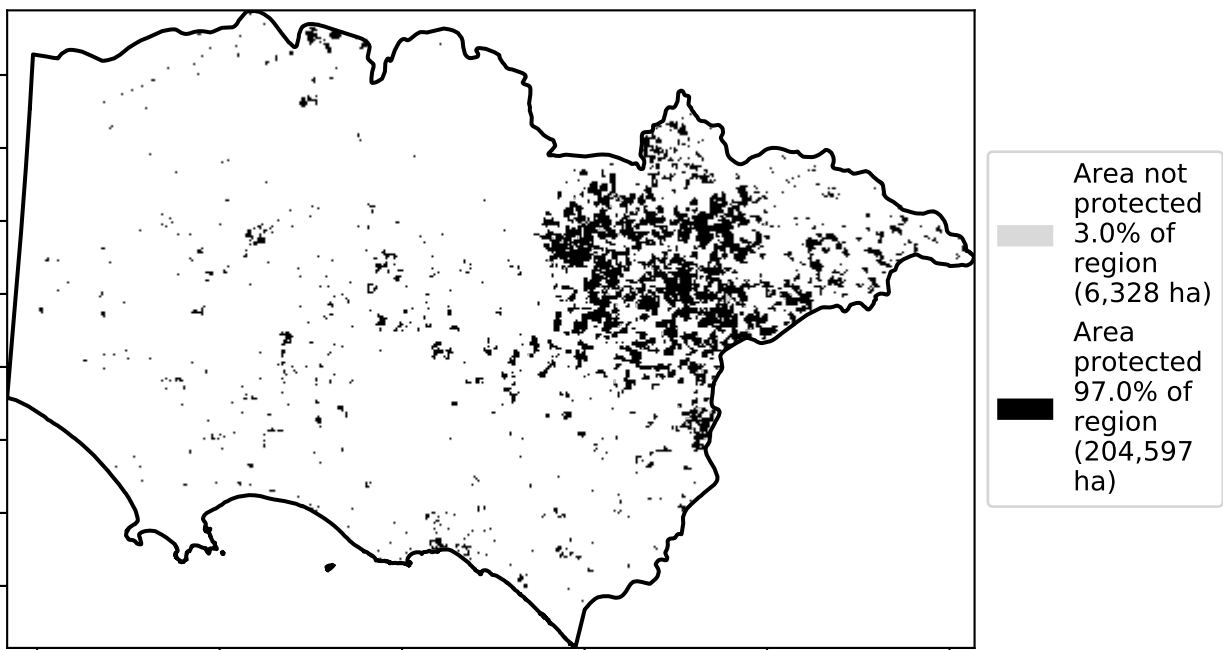 Area not
protected
3.0% of
region
(6,328 ha)
Area
protected
97.0% of
region
(204,597
ha)